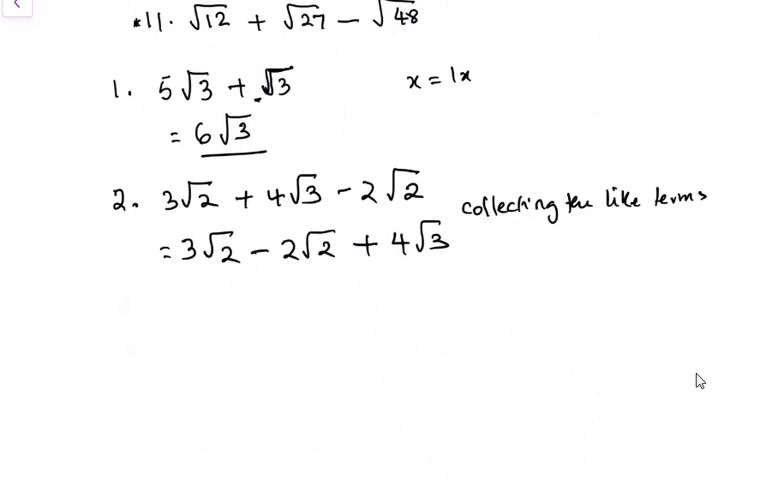 *11. √12 + √27 − √48
1. 5√3 + √3
x = 1x
= 6√3
2. 3√2 + 4√3 − 2√2
collecting the like terms
= 3√2 − 2√2 + 4√3